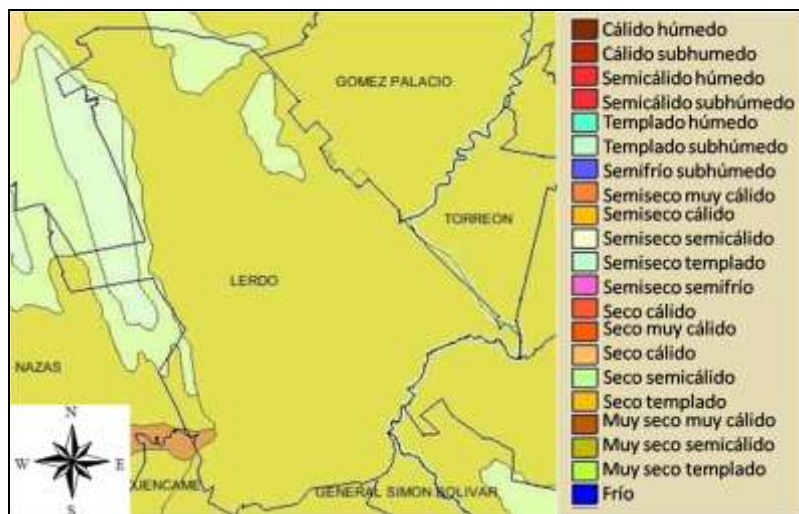 GOMEZ PALACIO
TORREON
LERDO
NAZAS
GENERAL SIMON BOLIVAR
N
W
E
S
Cálido húmedo
Cálido subhumedo
Semicálido húmedo
Semicálido subhúmedo
Templado húmedo
Templado subhúmedo
Semifrío subhúmedo
Semiseco muy cálido
Semiseco cálido
Semiseco semicálido
Semiseco templado
Semiseco semifrío
Seco cálido
Seco muy cálido
Seco cálido
Seco semicálido
Seco templado
Muy seco muy cálido
Muy seco semicálido
Muy seco templado
Frío